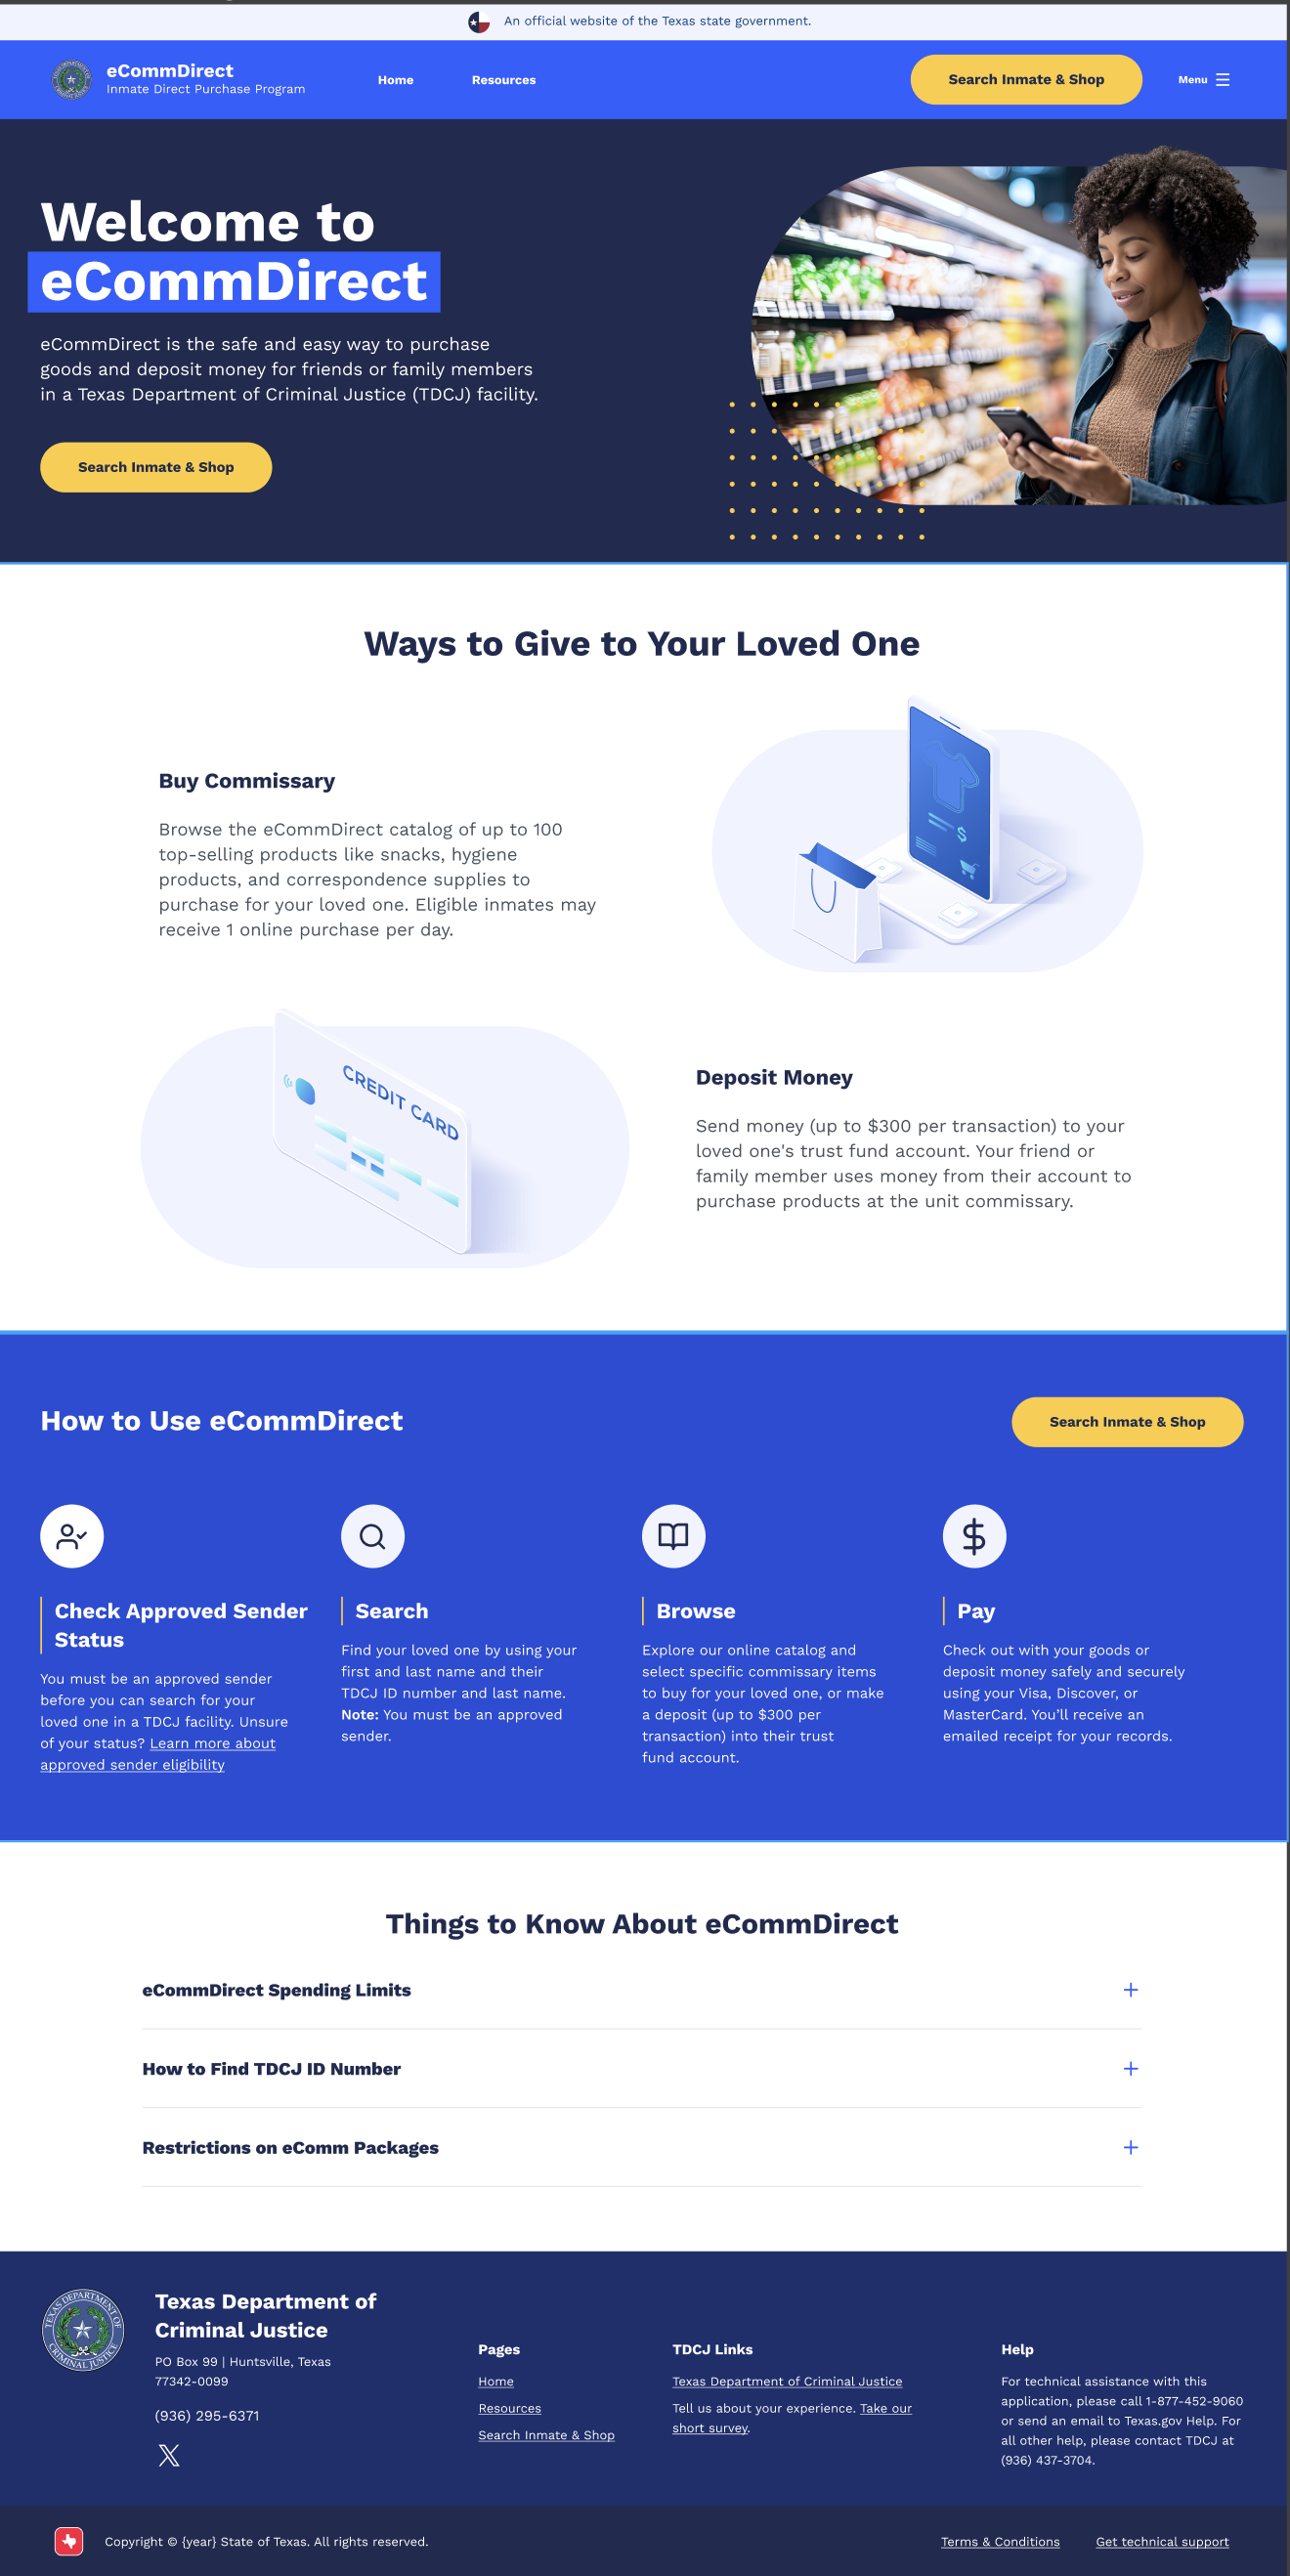 An official website of the Texas state government.
eCommDirect
Inmate Direct Purchase Program
Home
Resources
Search Inmate & Shop
Menu
Welcome to
eCommDirect
eCommDirect is the safe and easy way to purchase
goods and deposit money for friends or family members
in a Texas Department of Criminal Justice (TDCJ) facility.
Search Inmate & Shop
Ways to Give to Your Loved One
Buy Commissary
Browse the eCommDirect catalog of up to 100
top-selling products like snacks, hygiene
products, and correspondence supplies to
purchase for your loved one. Eligible inmates may
receive 1 online purchase per day.
$
CREDIT CARD
Deposit Money
Send money (up to $300 per transaction) to your
loved one's trust fund account. Your friend or
family member uses money from their account to
purchase products at the unit commissary.
How to Use eCommDirect
Search Inmate & Shop
Check Approved Sender
Status
You must be an approved sender
before you can search for your
loved one in a TDCJ facility. Unsure
of your status? Learn more about
approved sender eligibility
Search
Find your loved one by using your
first and last name and their
TDCJ ID number and last name.
Note: You must be an approved
sender.
Browse
Explore our online catalog and
select specific commissary items
to buy for your loved one, or make
a deposit (up to $300 per
transaction) into their trust
fund account.
Pay
Check out with your goods or
deposit money safely and securely
using your Visa, Discover, or
MasterCard. You'll receive an
emailed receipt for your records.
Things to Know About eCommDirect
eCommDirect Spending Limits
How to Find TDCJ ID Number
Restrictions on eComm Packages
TEXAS DEPARTMENT OF CRIMINAL JUSTICE
Texas Department of
Criminal Justice
PO Box 99 | Huntsville, Texas
77342-0099
(936) 295-6371
Pages
Home
Resources
Search Inmate & Shop
TDCJ Links
Texas Department of Criminal Justice
Tell us about your experience. Take our
short survey.
Help
For technical assistance with this
application, please call 1-877-452-9060
or send an email to Texas.gov Help. For
all other help, please contact TDCJ at
(936) 437-3704.
Copyright © {year} State of Texas. All rights reserved.
Terms & Conditions
Get technical support